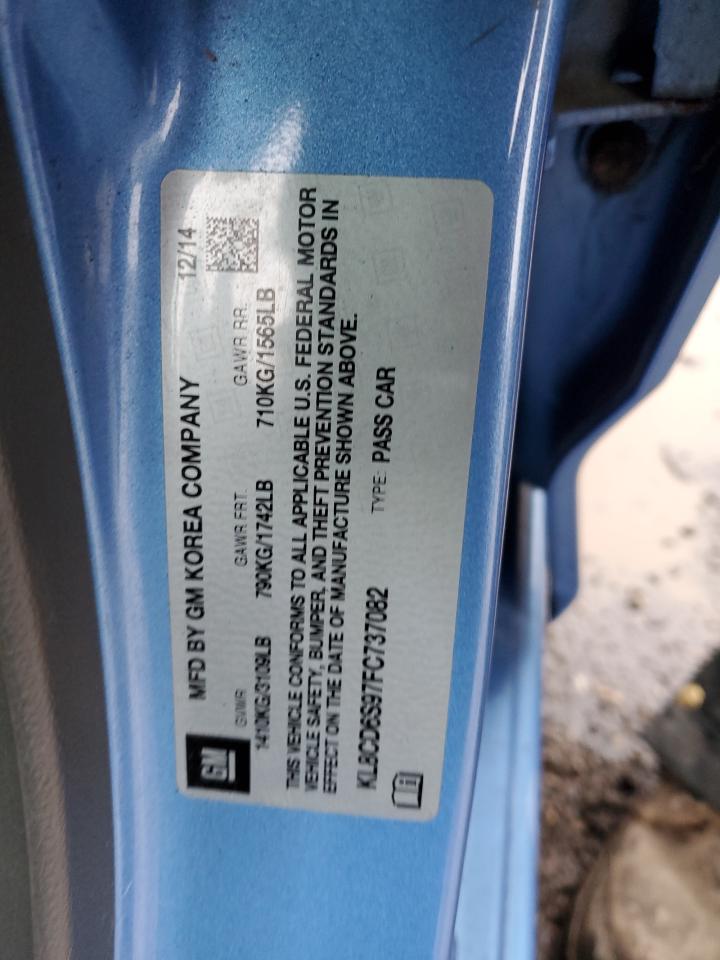 GM
MFD BY GM KOREA COMPANY 12/14
GVWR GAWR FRT. GAWR RR.
1410KG/3109LB 790KG/1742LB 710KG/1565LB
THIS VEHICLE CONFORMS TO ALL APPLICABLE U.S. FEDERAL MOTOR
VEHICLE SAFETY, BUMPER, AND THEFT PREVENTION STANDARDS IN
EFFECT ON THE DATE OF MANUFACTURE SHOWN ABOVE.
KL8CD6S97FC737082 TYPE: PASS CAR